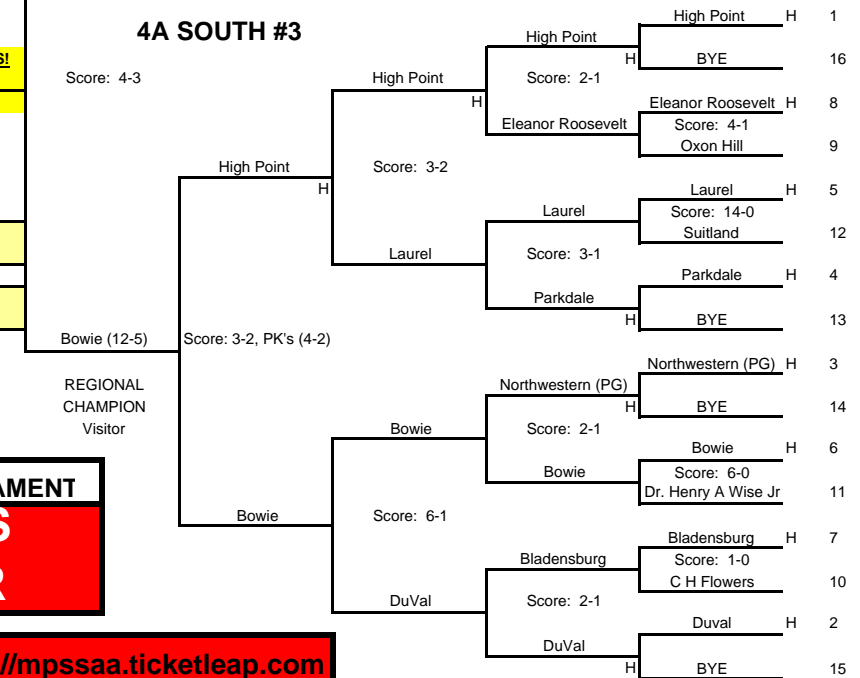 4A SOUTH #3
S!
Score: 4-3
High Point H 1
High Point
H
BYE 16
Score: 2-1
High Point
H
Eleanor Roosevelt H 8
Eleanor Roosevelt
Score: 4-1
Oxon Hill 9
High Point
H
Score: 3-2
Laurel H 5
Laurel
Score: 14-0
Suitland 12
Laurel
Score: 3-1
Parkdale H 4
Parkdale
H
BYE 13
Bowie (12-5)
Score: 3-2, PK's (4-2)
REGIONAL
CHAMPION
Visitor
Northwestern (PG) H 3
Northwestern (PG)
H
BYE 14
Bowie
Score: 2-1
Bowie H 6
Bowie
Score: 6-0
Dr. Henry A Wise Jr 11
Bowie
Score: 6-1
Bladensburg H 7
Bladensburg
Score: 1-0
C H Flowers 10
DuVal
Score: 2-1
Duval H 2
DuVal
H
BYE 15
AMENT
S
R
//mpssaa.ticketleap.com